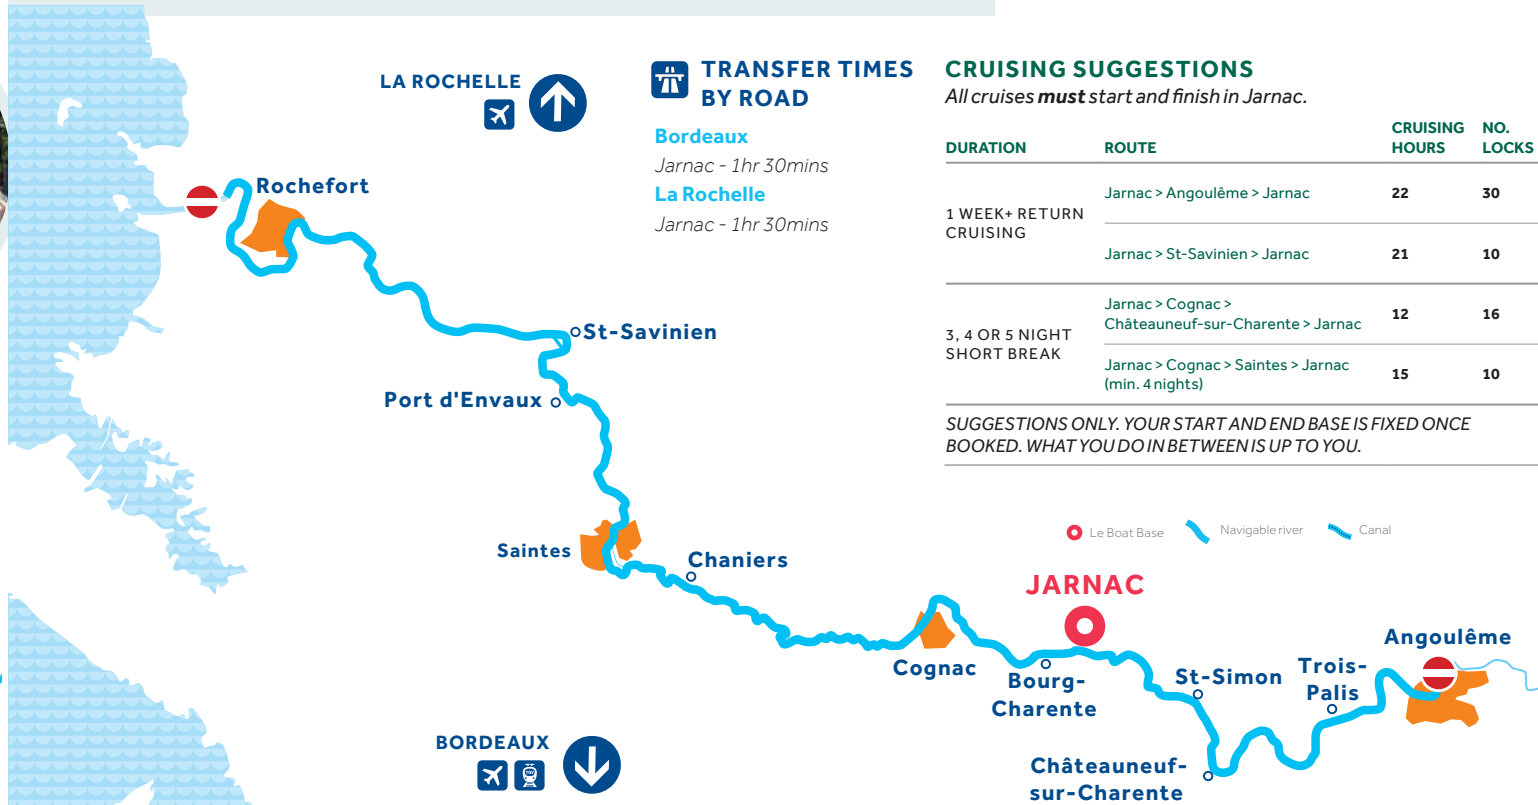 LA ROCHELLE
TRANSFER TIMES
BY ROAD
Bordeaux
Jarnac - 1hr 30mins
La Rochelle
Jarnac - 1hr 30mins
CRUISING SUGGESTIONS
All cruises must start and finish in Jarnac.
DURATION ROUTE CRUISING HOURS NO. LOCKS
1 WEEK+ RETURN
CRUISING
Jarnac > Angoulême > Jarnac 22 30
Jarnac > St-Savinien > Jarnac 21 10
3, 4 OR 5 NIGHT
SHORT BREAK
Jarnac > Cognac >
Châteauneuf-sur-Charente > Jarnac 12 16
Jarnac > Cognac > Saintes > Jarnac
(min. 4 nights) 15 10
SUGGESTIONS ONLY. YOUR START AND END BASE IS FIXED ONCE
BOOKED. WHAT YOU DO IN BETWEEN IS UP TO YOU.
Le Boat Base
Navigable river
Canal
Rochefort
St-Savinien
Port d'Envaux
Saintes
Chaniers
Cognac
JARNAC
Bourg-
Charente
St-Simon
Châteauneuf-
sur-Charente
Trois-
Palis
Angoulême
BORDEAUX
TGV